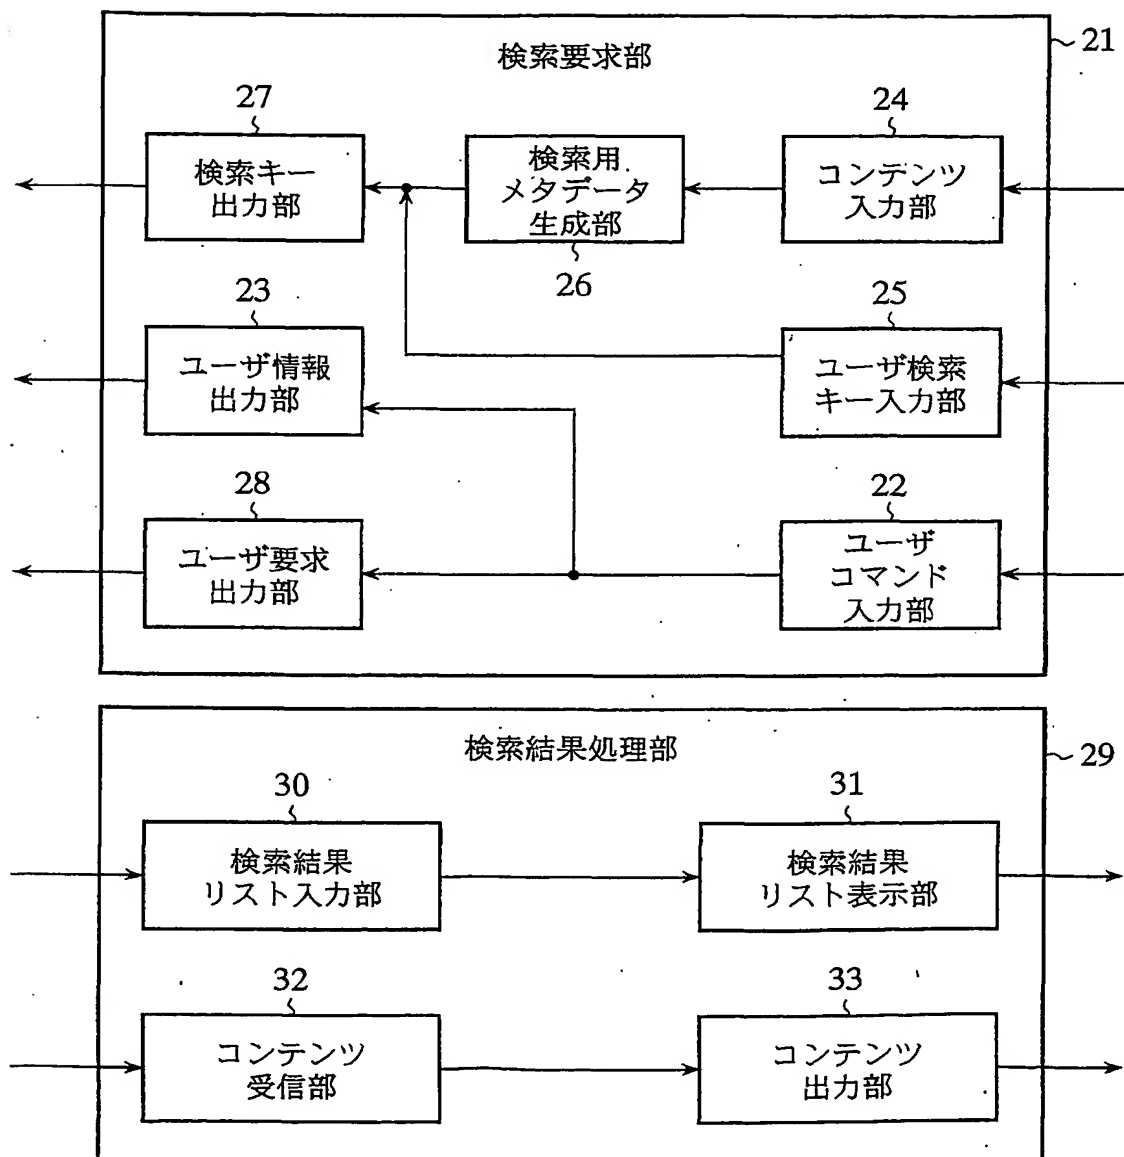 検索要求部
21
27
検索キー
出力部
検索用
メタデータ
生成部
26
24
コンテンツ
入力部
23
ユーザ情報
出力部
25
ユーザ検索
キー入力部
28
ユーザ要求
出力部
22
ユーザ
コマンド
入力部
検索結果処理部
29
30
検索結果
リスト入力部
31
検索結果
リスト表示部
32
コンテンツ
受信部
33
コンテンツ
出力部